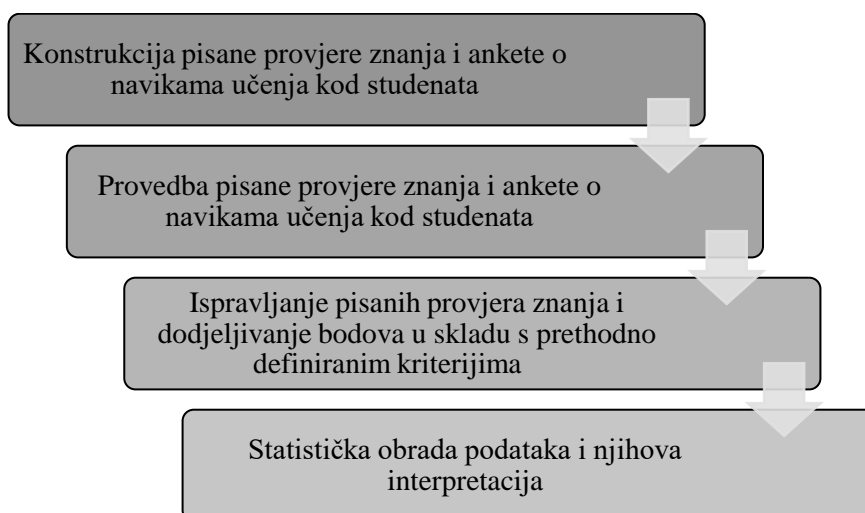 Konstrukcija pisane provjere znanja i ankete o
navikama učenja kod studenata
Provedba pisane provjere znanja i ankete o
navikama učenja kod studenata
Ispravljanje pisanih provjera znanja i
dodjeljivanje bodova u skladu s prethodno
definiranim kriterijima
Statistička obrada podataka i njihova
interpretacija